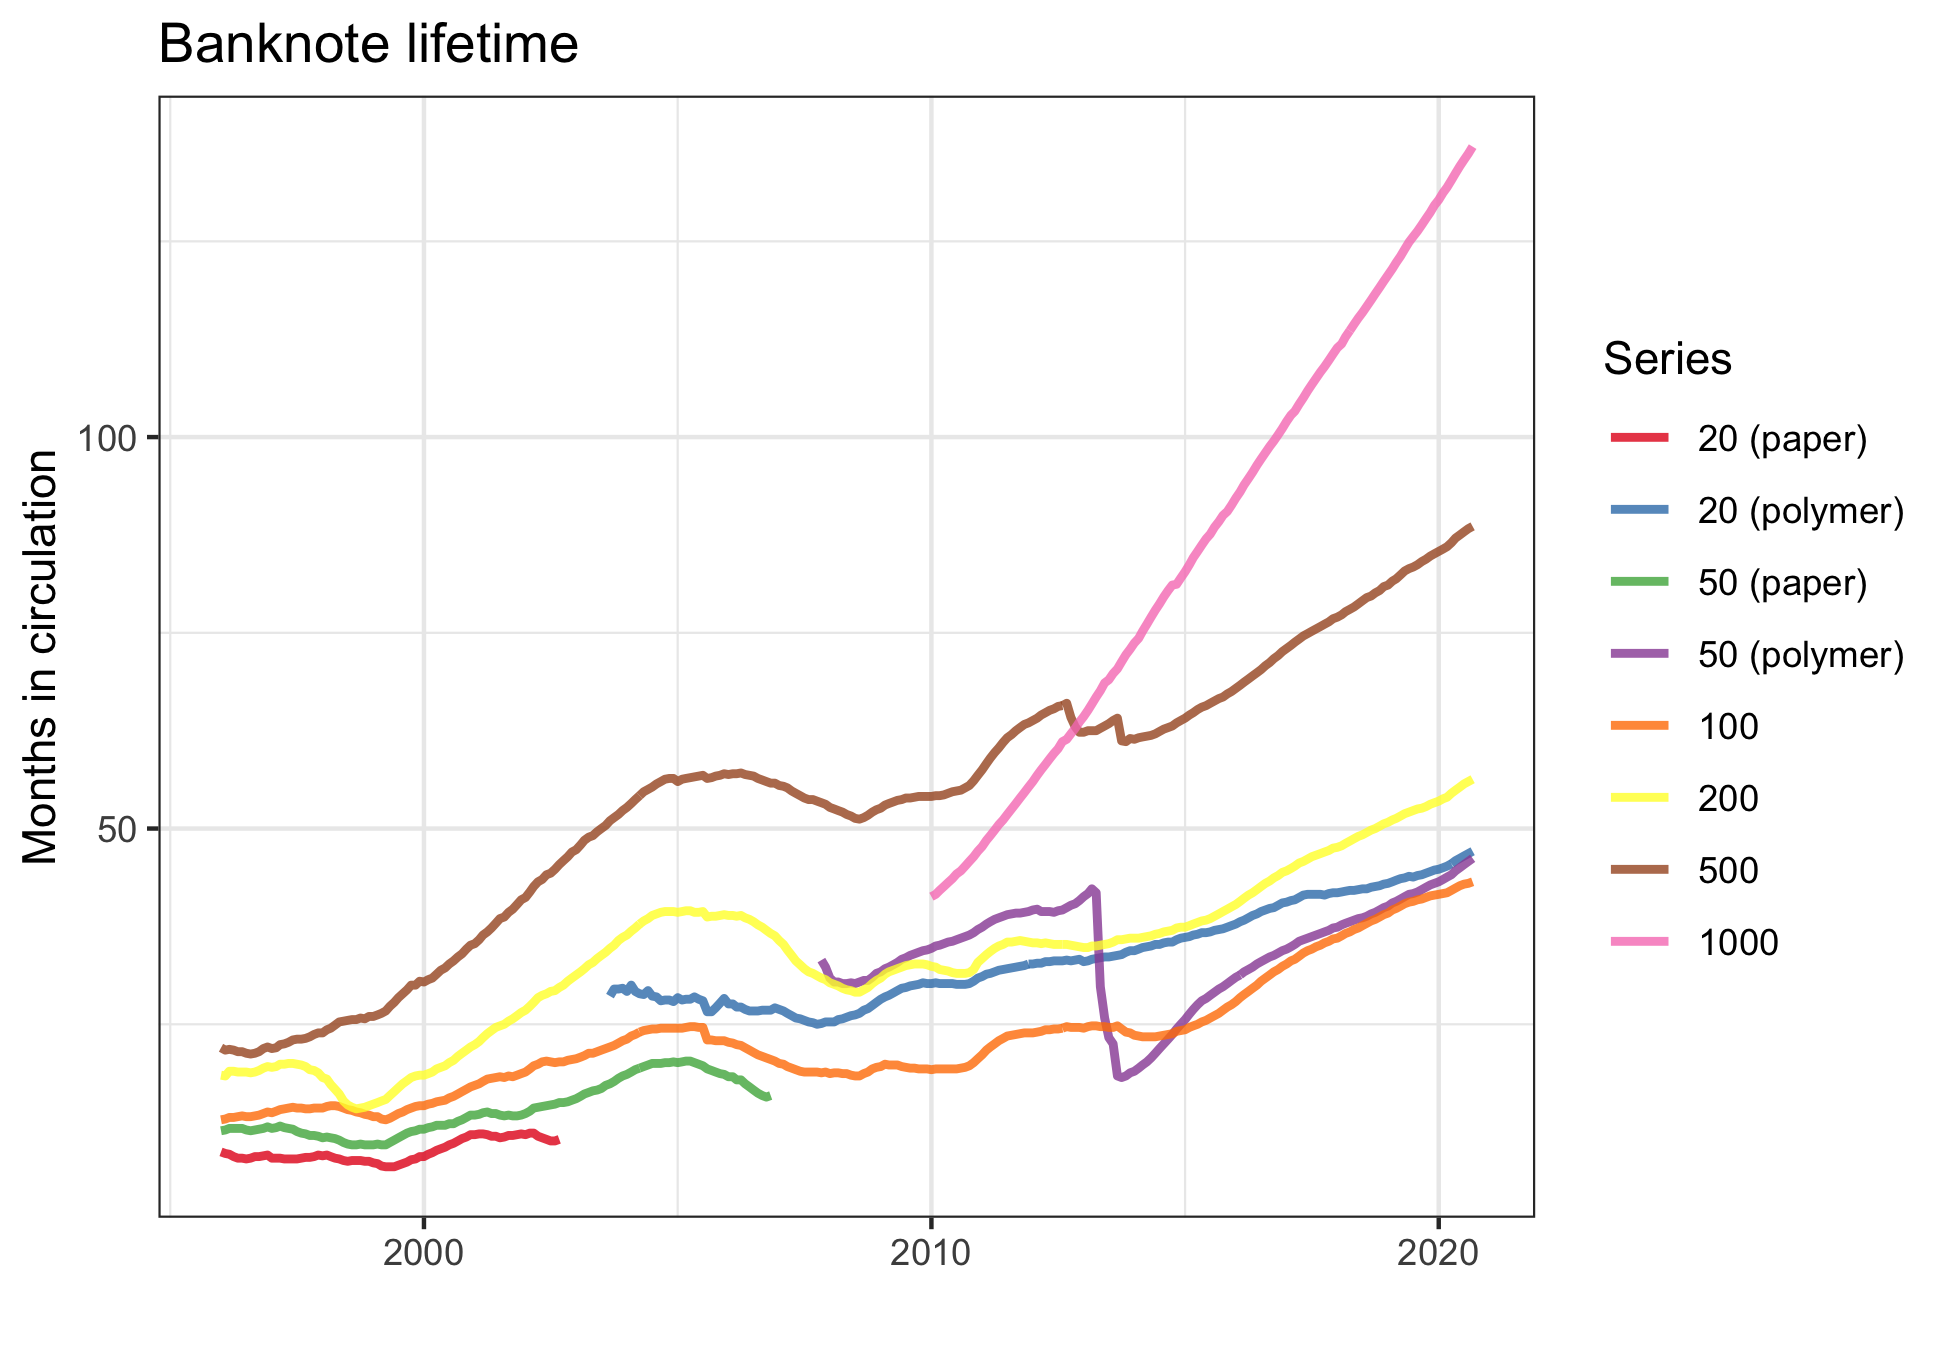 Banknote lifetime
Months in circulation
100
50
2000
2010
2020
Series
20 (paper)
20 (polymer)
50 (paper)
50 (polymer)
100
200
500
1000